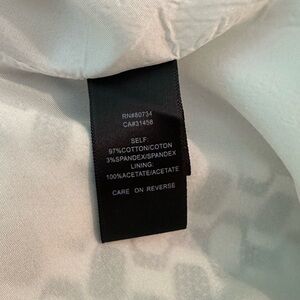 RN#80734
CA#31458
SELF:
97%COTTON/COTON
3%SPANDEX/SPANDEX
LINING:
100%ACETATE/ACETATE
CARE ON REVERSE